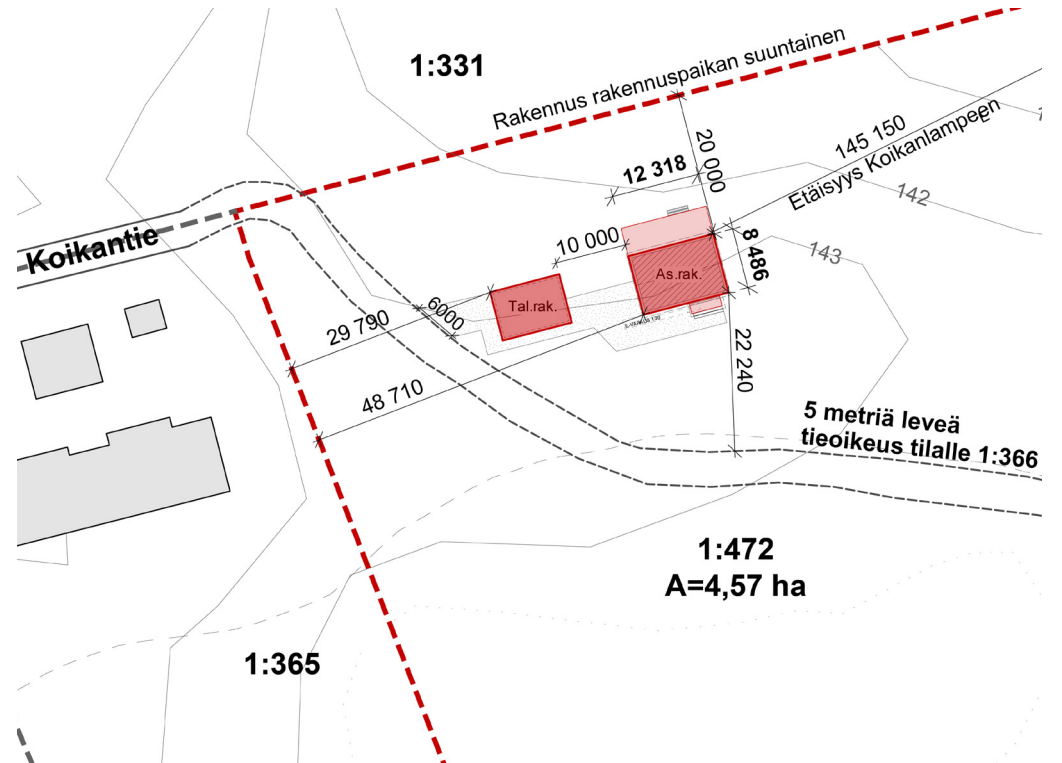 1:331
Rakennus rakennuspaikan suuntainen
20 000
145 150
Etäisyys Koikanlampeen
12 318
142
Koikantie
10 000
8 486
143
As.rak.
Tal.rak.
6000
29 790
22 240
48 710
5 metriä leveä
tieoikeus tilalle 1:366
1:472
A=4,57 ha
1:365